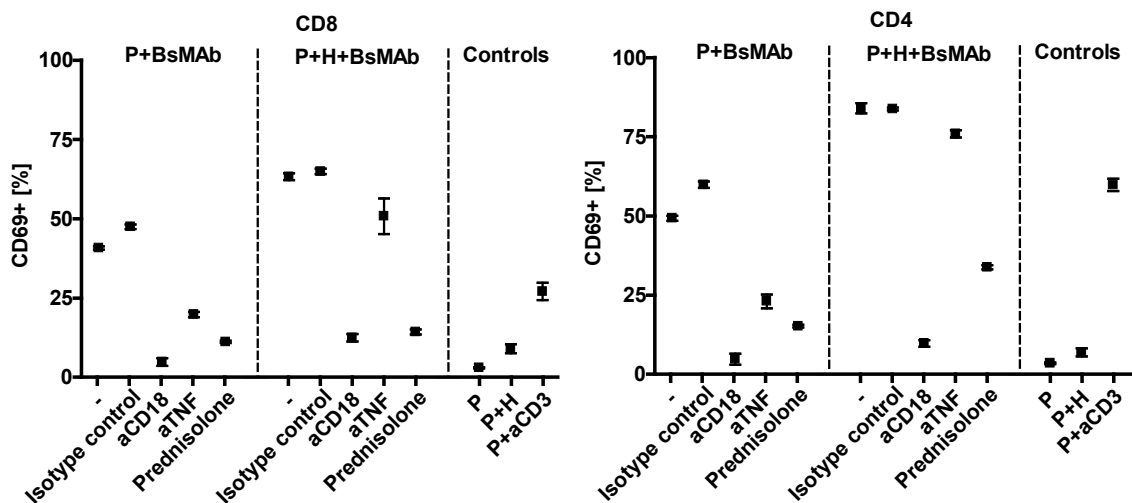 CD8
P+BsMAb P+H+BsMAb Controls
100
75
50
25
0
CD69+ [%]
-
Isotype control
aCD18
aTNF
Prednisolone
-
Isotype control
aCD18
aTNF
Prednisolone
P
P+H
P+aCD3
CD4
P+BsMAb P+H+BsMAb Controls
100
75
50
25
0
CD69+ [%]
-
Isotype control
aCD18
aTNF
Prednisolone
-
Isotype control
aCD18
aTNF
Prednisolone
P
P+H
P+aCD3